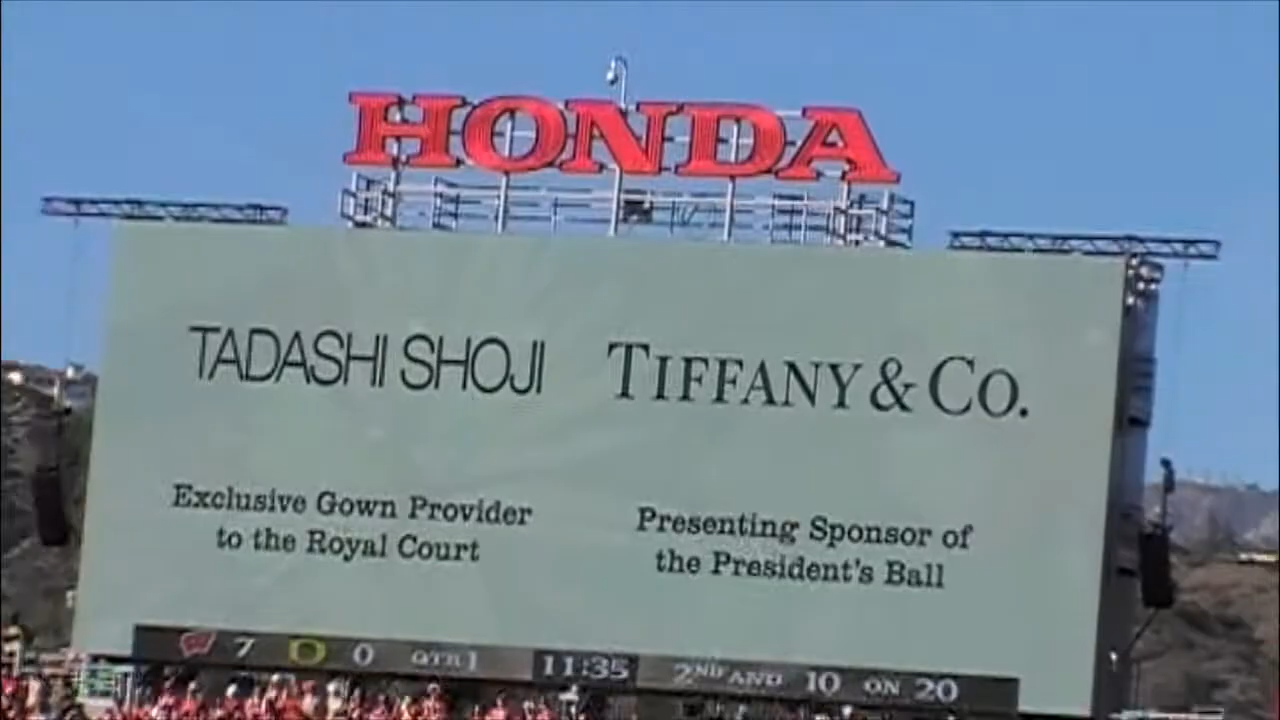 HONDA
TADASHI SHOJI
TIFFANY & CO.
Exclusive Gown Provider
to the Royal Court
Presenting Sponsor of
the President's Ball
W 7 O 0 QTR 1 11:35 2ND AND 10 ON 20